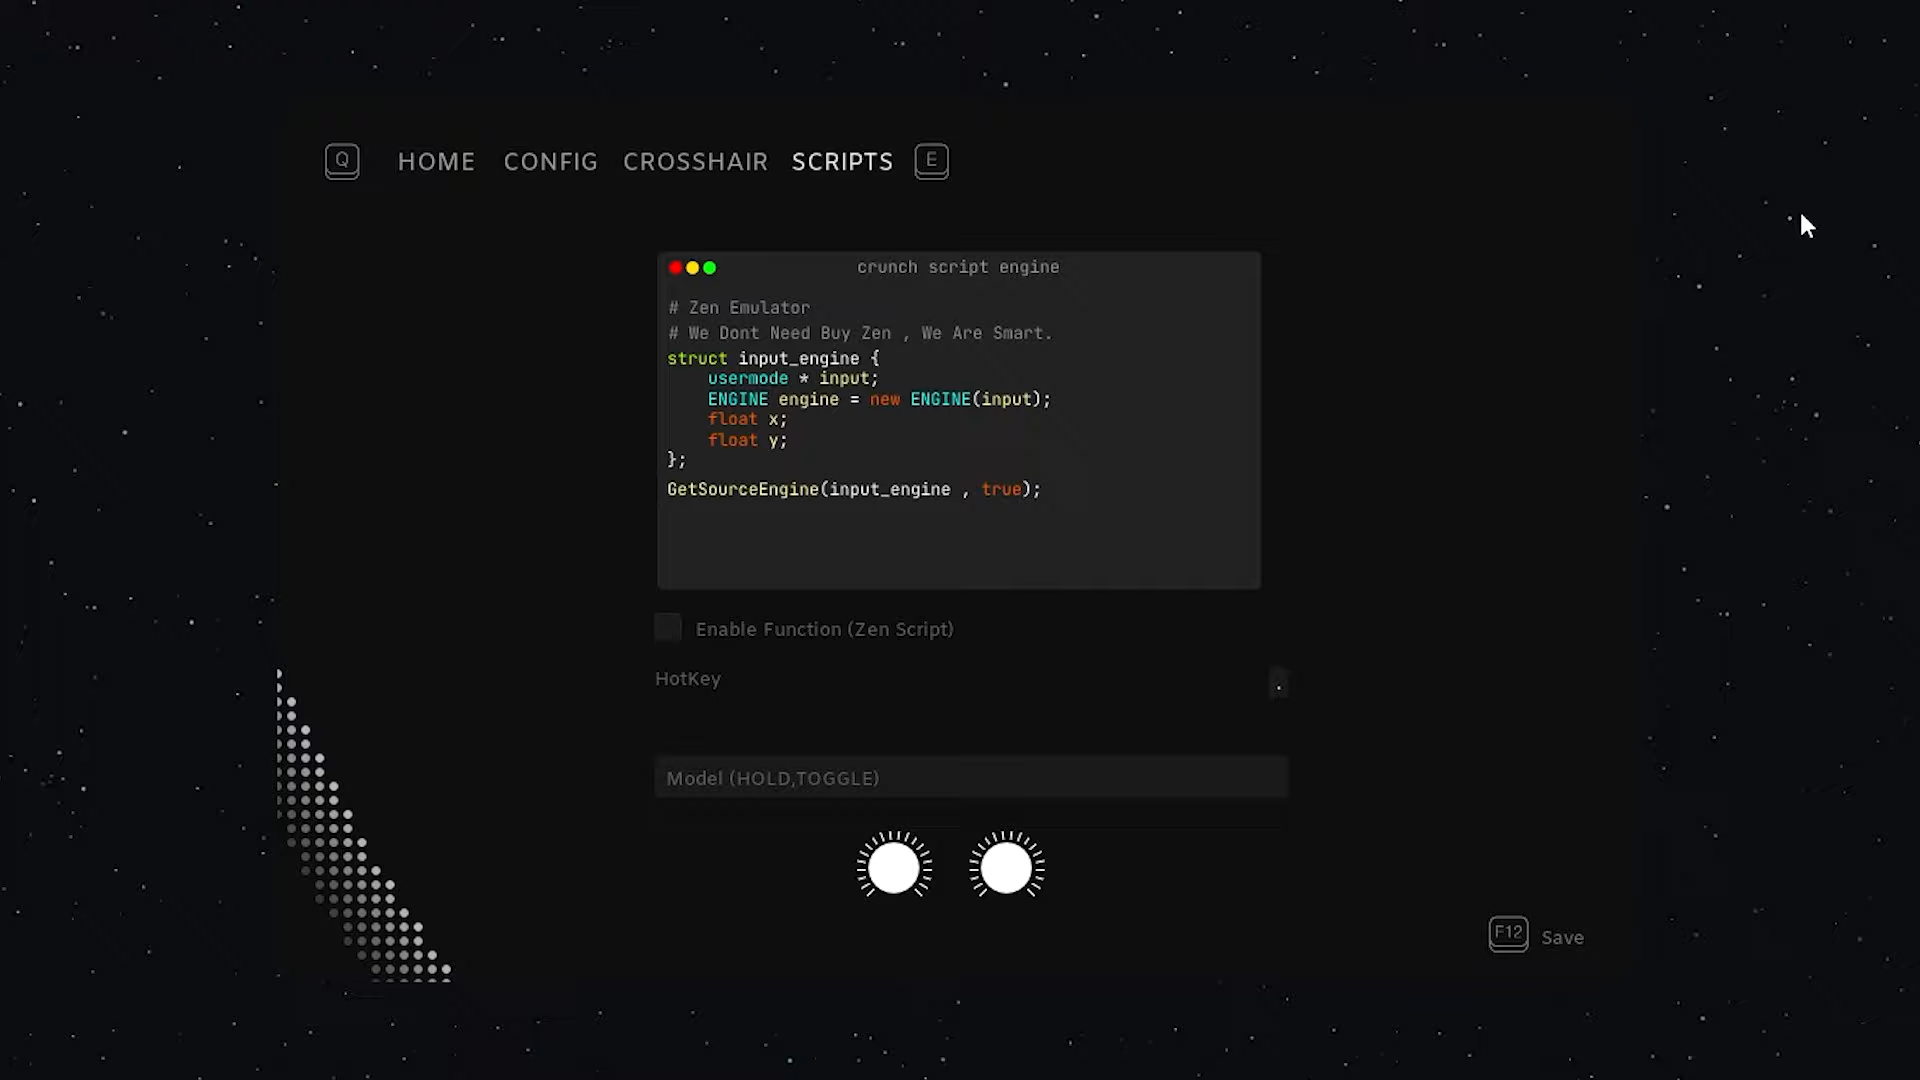 Q HOME CONFIG CROSSHAIR SCRIPTS E
crunch script engine
# Zen Emulator
# We Dont Need Buy Zen , We Are Smart.
struct input_engine {
usermode * input;
ENGINE engine = new ENGINE(input);
float x;
float y;
};
GetSourceEngine(input_engine , true);
Enable Function (Zen Script)
HotKey .
Model (HOLD,TOGGLE)
F12 Save